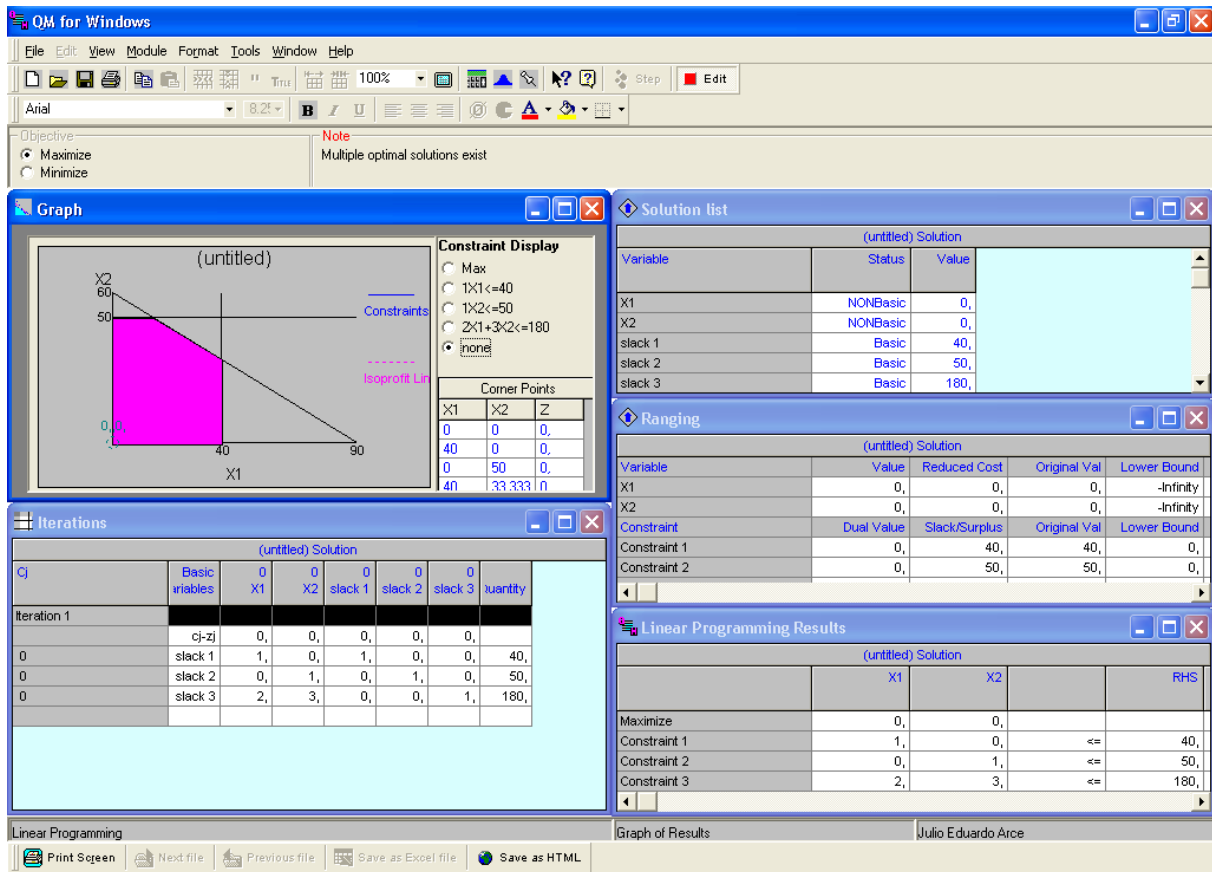 QM for Windows
File Edit View Module Format Tools Window Help
100% Step Edit
Arial 8.2 B I U
Objective
Maximize
Minimize
Note
Multiple optimal solutions exist
Graph
(untitled)
X2
60
50
0, 0,
40
90
X1
Constraints
Isoprofit Lin
Constraint Display
Max
1X1<=40
1X2<=50
2X1+3X2<=180
none
Corner Points
X1 X2 Z
0 0 0,
40 0 0,
0 50 0,
40 33,333 0,
Solution list
(untitled) Solution
Variable Status Value
X1 NONBasic 0,
X2 NONBasic 0,
slack 1 Basic 40,
slack 2 Basic 50,
slack 3 Basic 180,
Ranging
(untitled) Solution
Variable Value Reduced Cost Original Val Lower Bound
X1 0, 0, 0, -Infinity
X2 0, 0, 0, -Infinity
Constraint Dual Value Slack/Surplus Original Val Lower Bound
Constraint 1 0, 40, 40, 0,
Constraint 2 0, 50, 50, 0,
Iterations
(untitled) Solution
Cj Basic 0 0 0 0 0
ariables X1 X2 slack 1 slack 2 slack 3 uantity
Iteration 1
cj-zj 0, 0, 0, 0, 0,
0 slack 1 1, 0, 1, 0, 0, 40,
0 slack 2 0, 1, 0, 1, 0, 50,
0 slack 3 2, 3, 0, 0, 1, 180,
Linear Programming Results
(untitled) Solution
X1 X2 RHS
Maximize 0, 0,
Constraint 1 1, 0, <= 40,
Constraint 2 0, 1, <= 50,
Constraint 3 2, 3, <= 180,
Linear Programming Graph of Results Julio Eduardo Arce
Print Screen Next file Previous file Save as Excel file Save as HTML